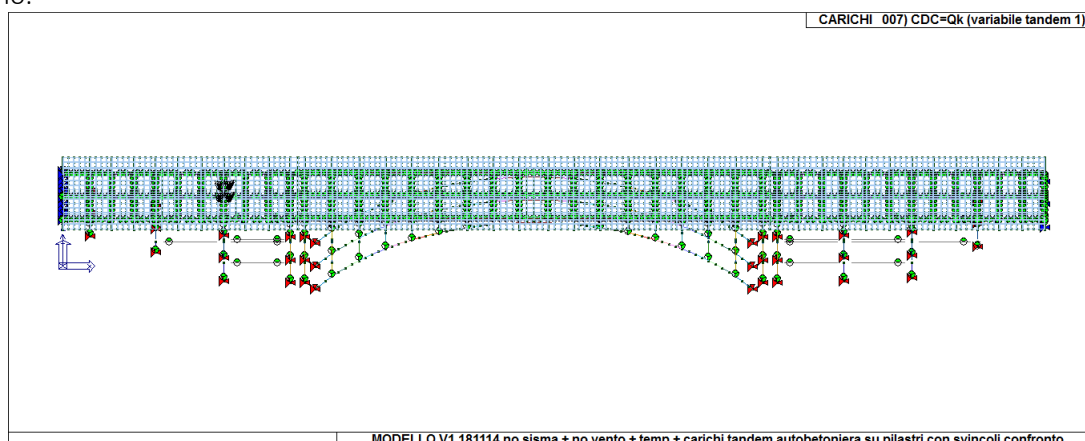 CARICHI 007) CDC=Qk (variabile tandem 1)
MODELLO V1 181114 no sisma + no vento + temp + carichi tandem autobetoniera su pilastri con svincoli confronto